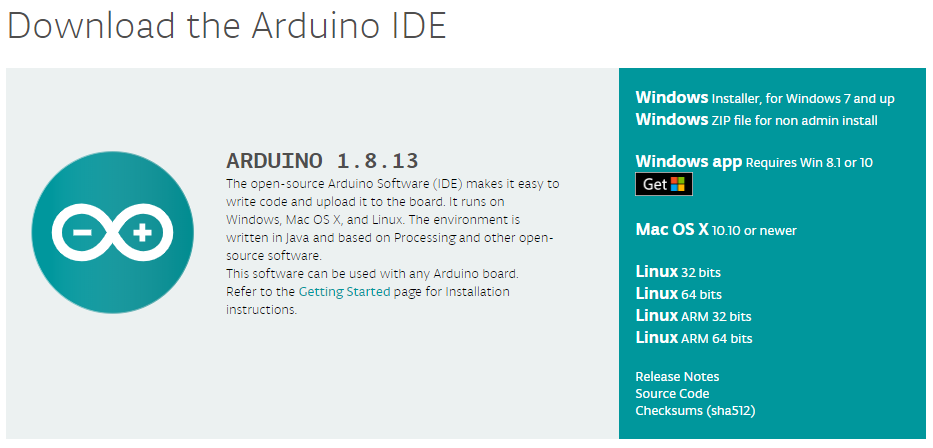 Download the Arduino IDE
ARDUINO 1.8.13
The open-source Arduino Software (IDE) makes it easy to
write code and upload it to the board. It runs on
Windows, Mac OS X, and Linux. The environment is
written in Java and based on Processing and other open-
source software.
This software can be used with any Arduino board.
Refer to the Getting Started page for Installation
instructions.
Windows Installer, for Windows 7 and up
Windows ZIP file for non admin install
Windows app Requires Win 8.1 or 10
Get
Mac OS X 10.10 or newer
Linux 32 bits
Linux 64 bits
Linux ARM 32 bits
Linux ARM 64 bits
Release Notes
Source Code
Checksums (sha512)